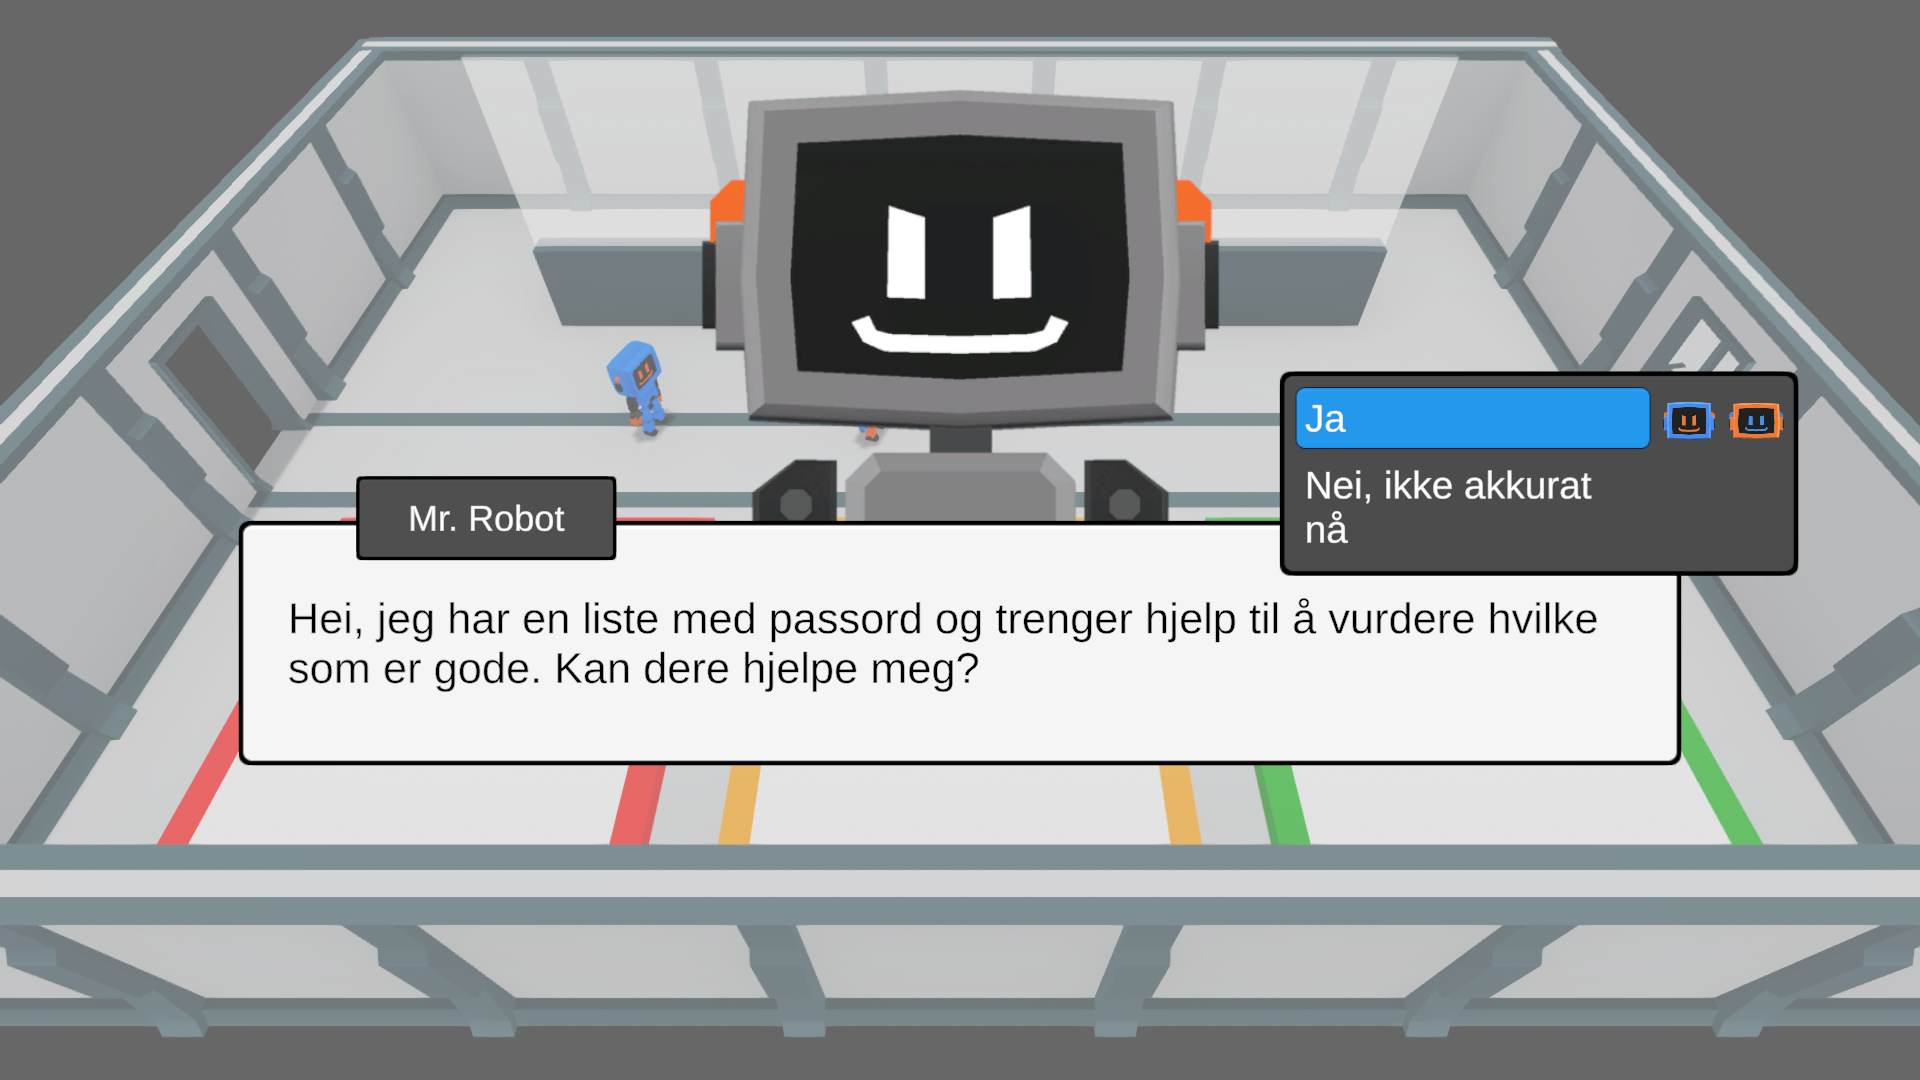 Ja
Nei, ikke akkurat
nå
Mr. Robot
Hei, jeg har en liste med passord og trenger hjelp til å vurdere hvilke
som er gode. Kan dere hjelpe meg?